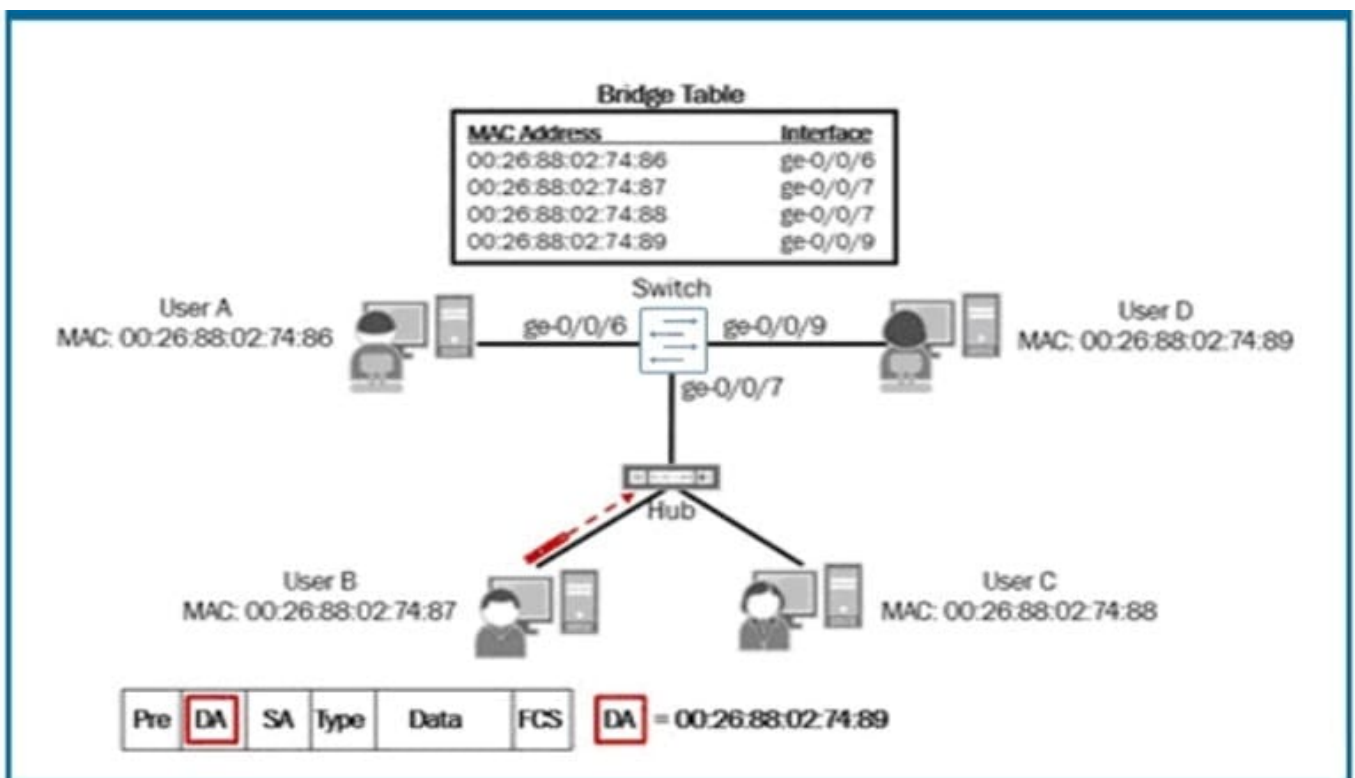 Bridge Table
MAC Address Interface
00:26:88:02:74:86 ge-0/0/6
00:26:88:02:74:87 ge-0/0/7
00:26:88:02:74:88 ge-0/0/7
00:26:88:02:74:89 ge-0/0/9
Switch
User A
MAC: 00:26:88:02:74:86
ge-0/0/6
ge-0/0/9
User D
MAC: 00:26:88:02:74:89
ge-0/0/7
Hub
User B
MAC: 00:26:88:02:74:87
User C
MAC: 00:26:88:02:74:88
Pre DA SA Type Data FCS DA = 00:26:88:02:74:89